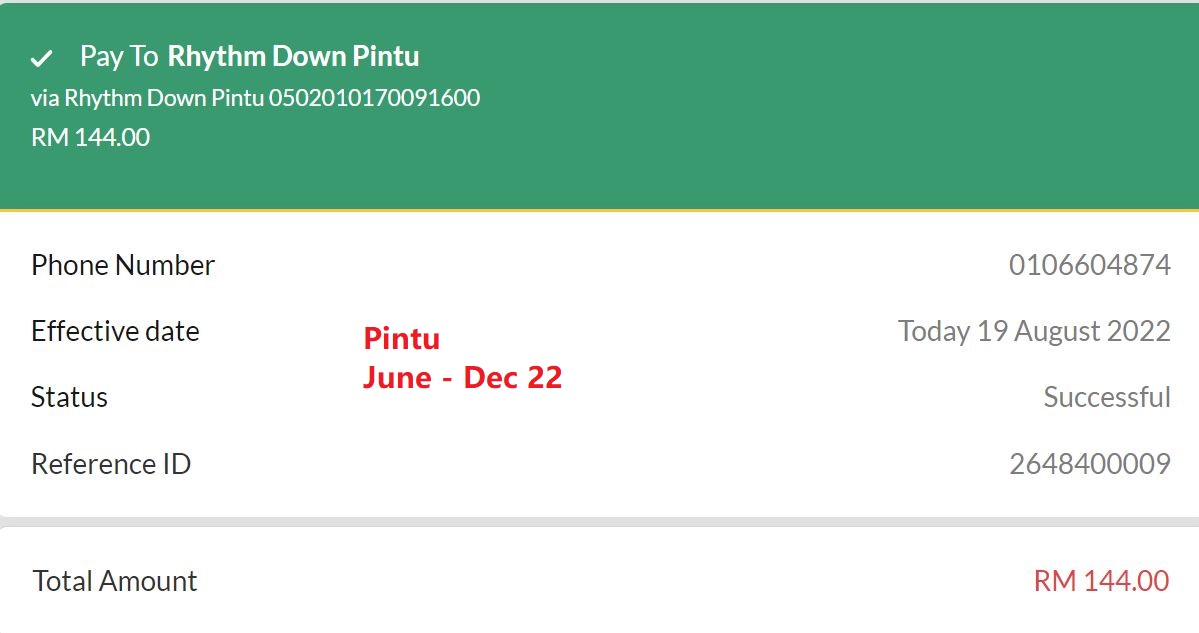 Pay To Rhythm Down Pintu
via Rhythm Down Pintu 0502010170091600
RM 144.00
Phone Number 0106604874
Effective date Today 19 August 2022
Pintu
June - Dec 22
Status Successful
Reference ID 2648400009
Total Amount RM 144.00